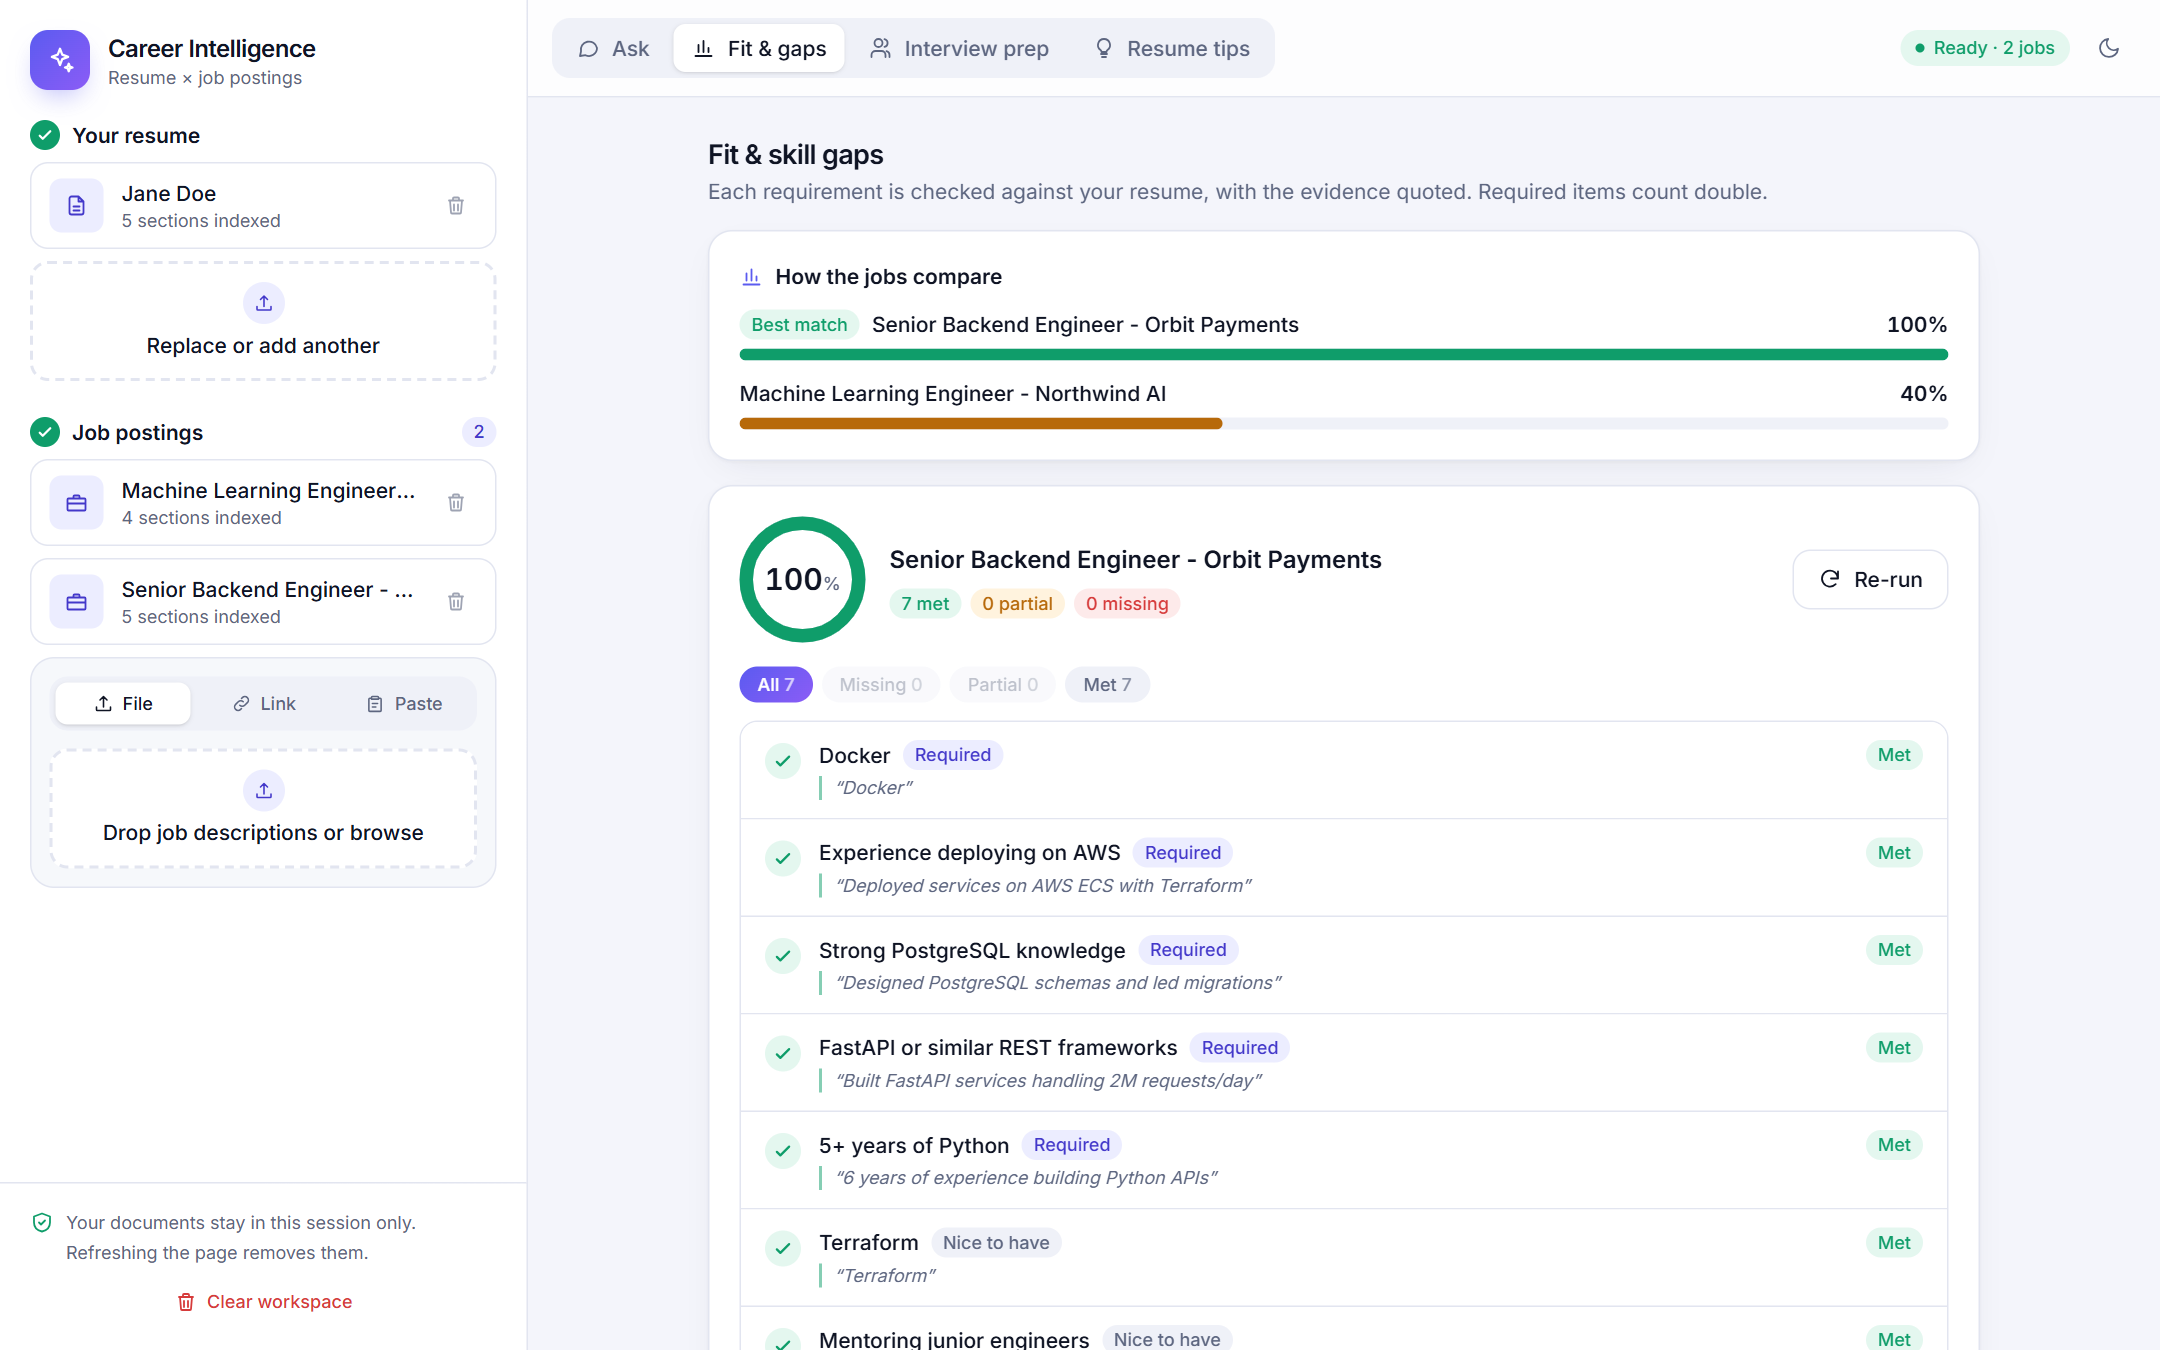 Career Intelligence
Resume × job postings
Your resume
Jane Doe
5 sections indexed
Replace or add another
Job postings
2
Machine Learning Engineer...
4 sections indexed
Senior Backend Engineer - ...
5 sections indexed
File
Link
Paste
Drop job descriptions or browse
Your documents stay in this session only.
Refreshing the page removes them.
Clear workspace
Ask
Fit & gaps
Interview prep
Resume tips
Ready · 2 jobs
Fit & skill gaps
Each requirement is checked against your resume, with the evidence quoted. Required items count double.
How the jobs compare
Best match Senior Backend Engineer - Orbit Payments 100%
Machine Learning Engineer - Northwind AI 40%
100%
Senior Backend Engineer - Orbit Payments
7 met 0 partial 0 missing
Re-run
All 7 Missing 0 Partial 0 Met 7
Docker Required Met
“Docker”
Experience deploying on AWS Required Met
“Deployed services on AWS ECS with Terraform”
Strong PostgreSQL knowledge Required Met
“Designed PostgreSQL schemas and led migrations”
FastAPI or similar REST frameworks Required Met
“Built FastAPI services handling 2M requests/day”
5+ years of Python Required Met
“6 years of experience building Python APIs”
Terraform Nice to have Met
“Terraform”
Mentoring junior engineers Nice to have Met